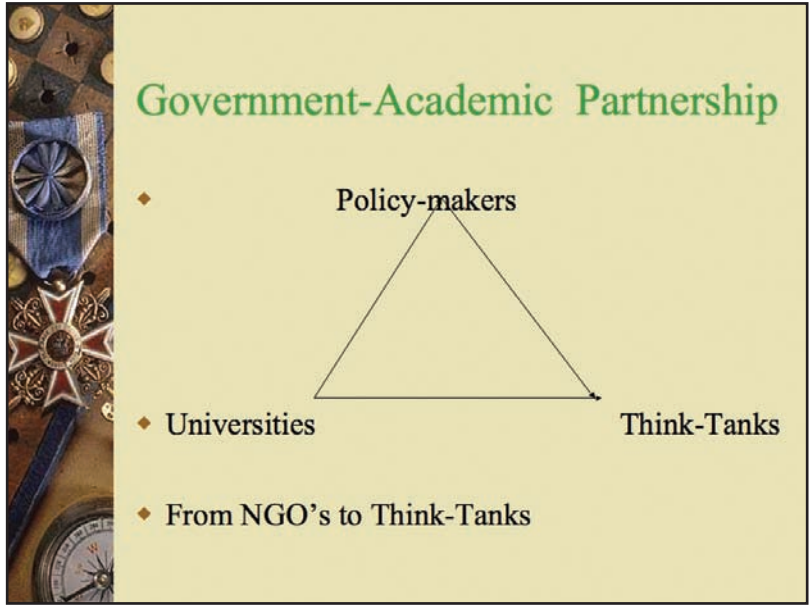 Government-Academic Partnership
Policy-makers
Universities Think-Tanks
From NGO's to Think-Tanks